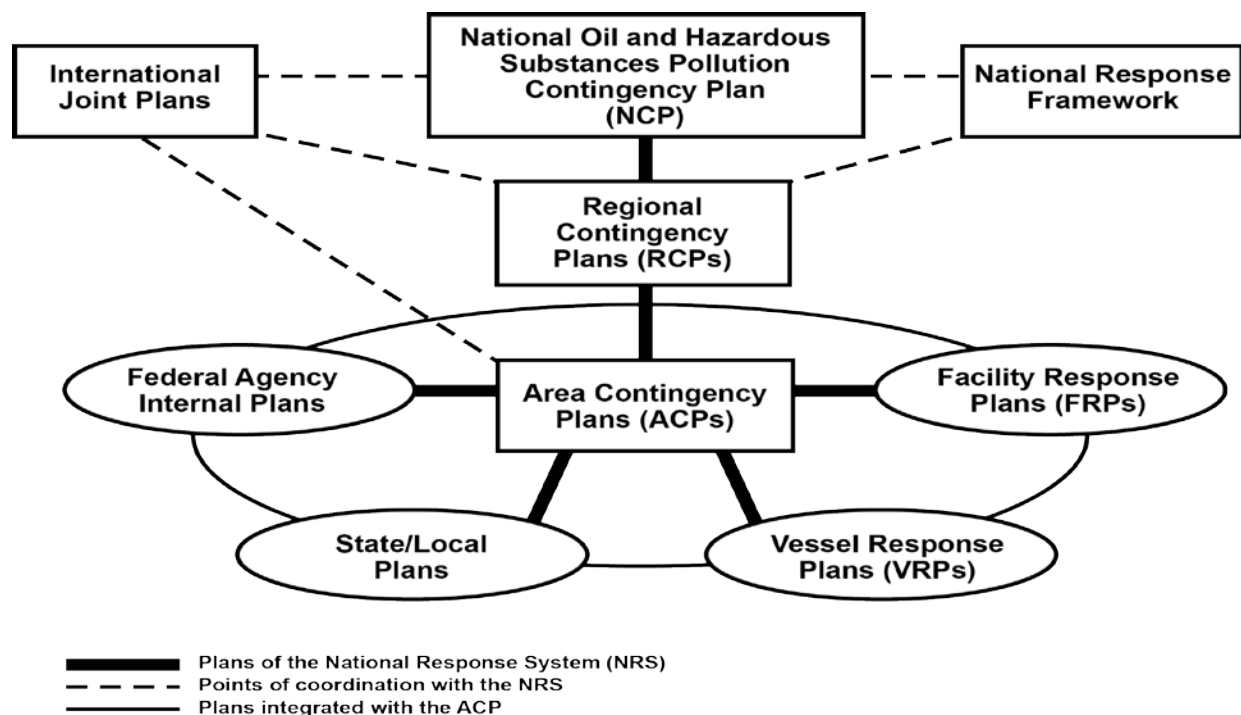 National Oil and Hazardous
Substances Pollution
Contingency Plan
(NCP)
International
Joint Plans
National Response
Framework
Regional
Contingency
Plans (RCPs)
Federal Agency
Internal Plans
Area Contingency
Plans (ACPs)
Facility Response
Plans (FRPs)
State/Local
Plans
Vessel Response
Plans (VRPs)
Plans of the National Response System (NRS)
Points of coordination with the NRS
Plans integrated with the ACP